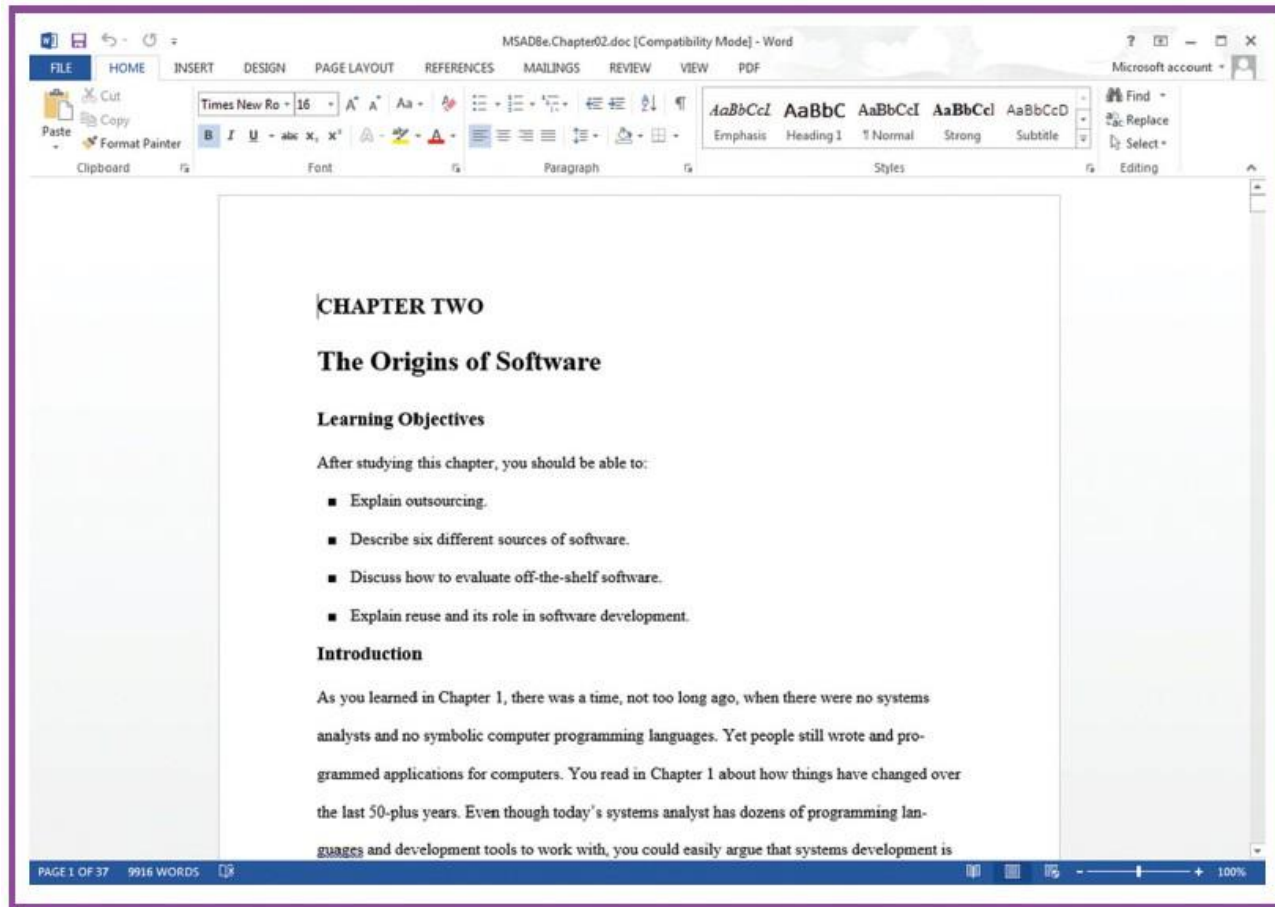 MSAD8e.Chapter02.doc [Compatibility Mode] - Word
?
FILE HOME INSERT DESIGN PAGE LAYOUT REFERENCES MAILINGS REVIEW VIEW PDF Microsoft account
Cut
Copy
Format Painter
Paste
Clipboard
Times New Ro 16 A A Aa
B I U abc x, x² A A
Font
Paragraph
AaBbCcL AaBbC AaBbCcI AaBbCcl AaBbCcD
Emphasis Heading 1 ¶ Normal Strong Subtitle
Styles
Find
Replace
Select
Editing
CHAPTER TWO
The Origins of Software
Learning Objectives
After studying this chapter, you should be able to:
■ Explain outsourcing.
■ Describe six different sources of software.
■ Discuss how to evaluate off-the-shelf software.
■ Explain reuse and its role in software development.
Introduction
As you learned in Chapter 1, there was a time, not too long ago, when there were no systems
analysts and no symbolic computer programming languages. Yet people still wrote and pro-
grammed applications for computers. You read in Chapter 1 about how things have changed over
the last 50-plus years. Even though today's systems analyst has dozens of programming lan-
guages and development tools to work with, you could easily argue that systems development is
PAGE 1 OF 37 9916 WORDS 100%